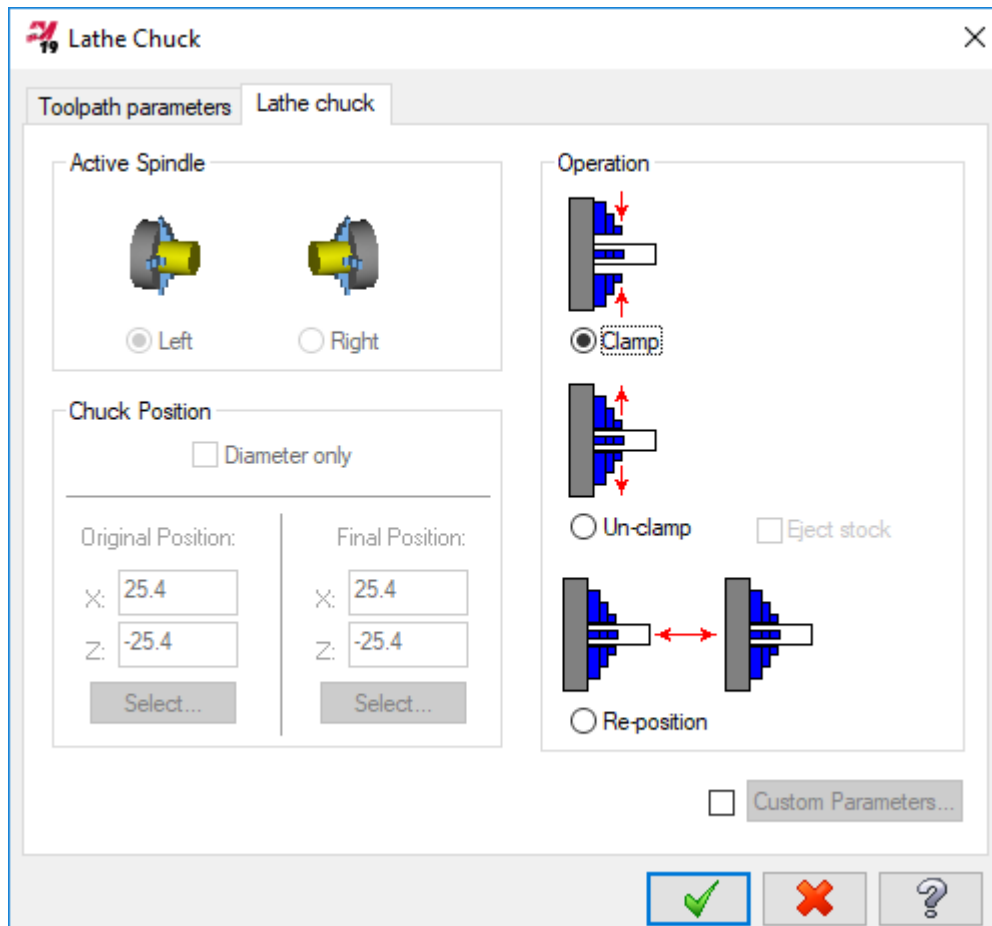 19 Lathe Chuck
Toolpath parameters
Lathe chuck
Active Spindle
Left
Right
Chuck Position
Diameter only
Original Position:
X: 25.4
Z: -25.4
Select...
Final Position:
X: 25.4
Z: -25.4
Select...
Operation
Clamp
Un-clamp
Eject stock
Re-position
Custom Parameters...